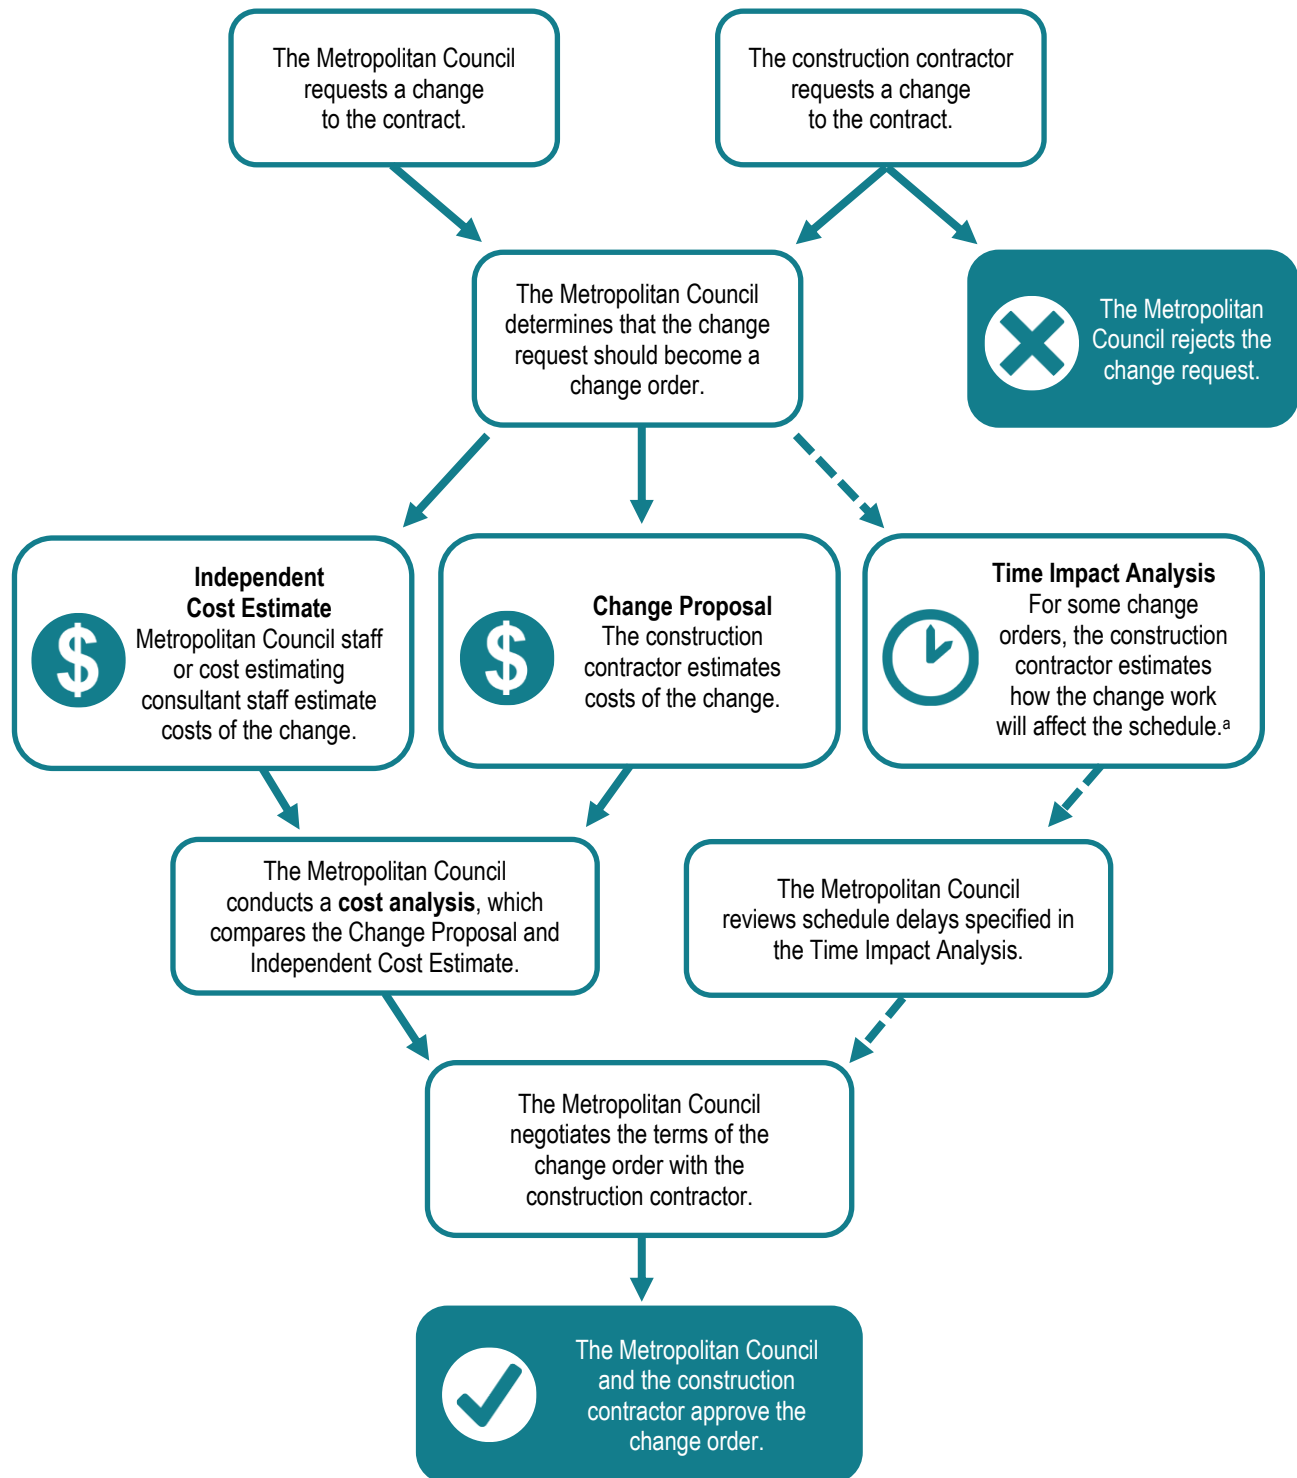 The Metropolitan Council
requests a change
to the contract.
The construction contractor
requests a change
to the contract.
The Metropolitan Council
determines that the change
request should become a
change order.
The Metropolitan
Council rejects the
change request.
Independent
Cost Estimate
Metropolitan Council staff
or cost estimating
consultant staff estimate
costs of the change.
Change Proposal
The construction
contractor estimates
costs of the change.
Time Impact Analysis
For some change
orders, the construction
contractor estimates
how the change work
will affect the schedule.ᵃ
The Metropolitan Council
conducts a cost analysis, which
compares the Change Proposal and
Independent Cost Estimate.
The Metropolitan Council
reviews schedule delays specified in
the Time Impact Analysis.
The Metropolitan Council
negotiates the terms of the
change order with the
construction contractor.
The Metropolitan Council
and the construction
contractor approve the
change order.